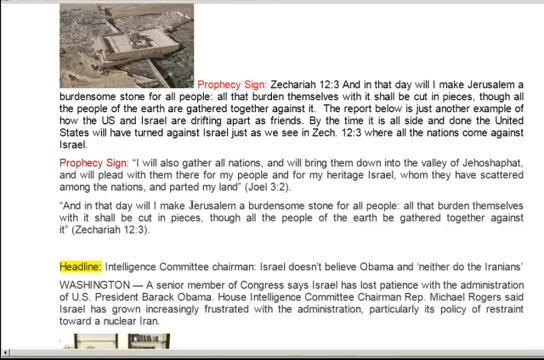 Prophecy Sign: Zechariah 12:3 And in that day will I make Jerusalem a
burdensome stone for all people: all that burden themselves with it shall be cut in pieces, though all
the people of the earth are gathered together against it.  The report below is just another example of
how the US and Israel are drifting apart as friends. By the time it is all side and done the United
States will have turned against Israel just as we see in Zech. 12:3 where all the nations come against
Israel.
Prophecy Sign: “I will also gather all nations, and will bring them down into the valley of Jehoshaphat,
and will plead with them there for my people and for my heritage Israel, whom they have scattered
among the nations, and parted my land” (Joel 3:2).
“And in that day will I make Jerusalem a burdensome stone for all people: all that burden themselves
with it shall be cut in pieces, though all the people of the earth be gathered together against
it” (Zechariah 12:3).
Headline: Intelligence Committee chairman: Israel doesn’t believe Obama and ‘neither do the Iranians’
WASHINGTON — A senior member of Congress says Israel has lost patience with the administration
of U.S. President Barack Obama. House Intelligence Committee Chairman Rep. Michael Rogers said
Israel has grown increasingly frustrated with the administration, particularly its policy of restraint
toward a nuclear Iran.